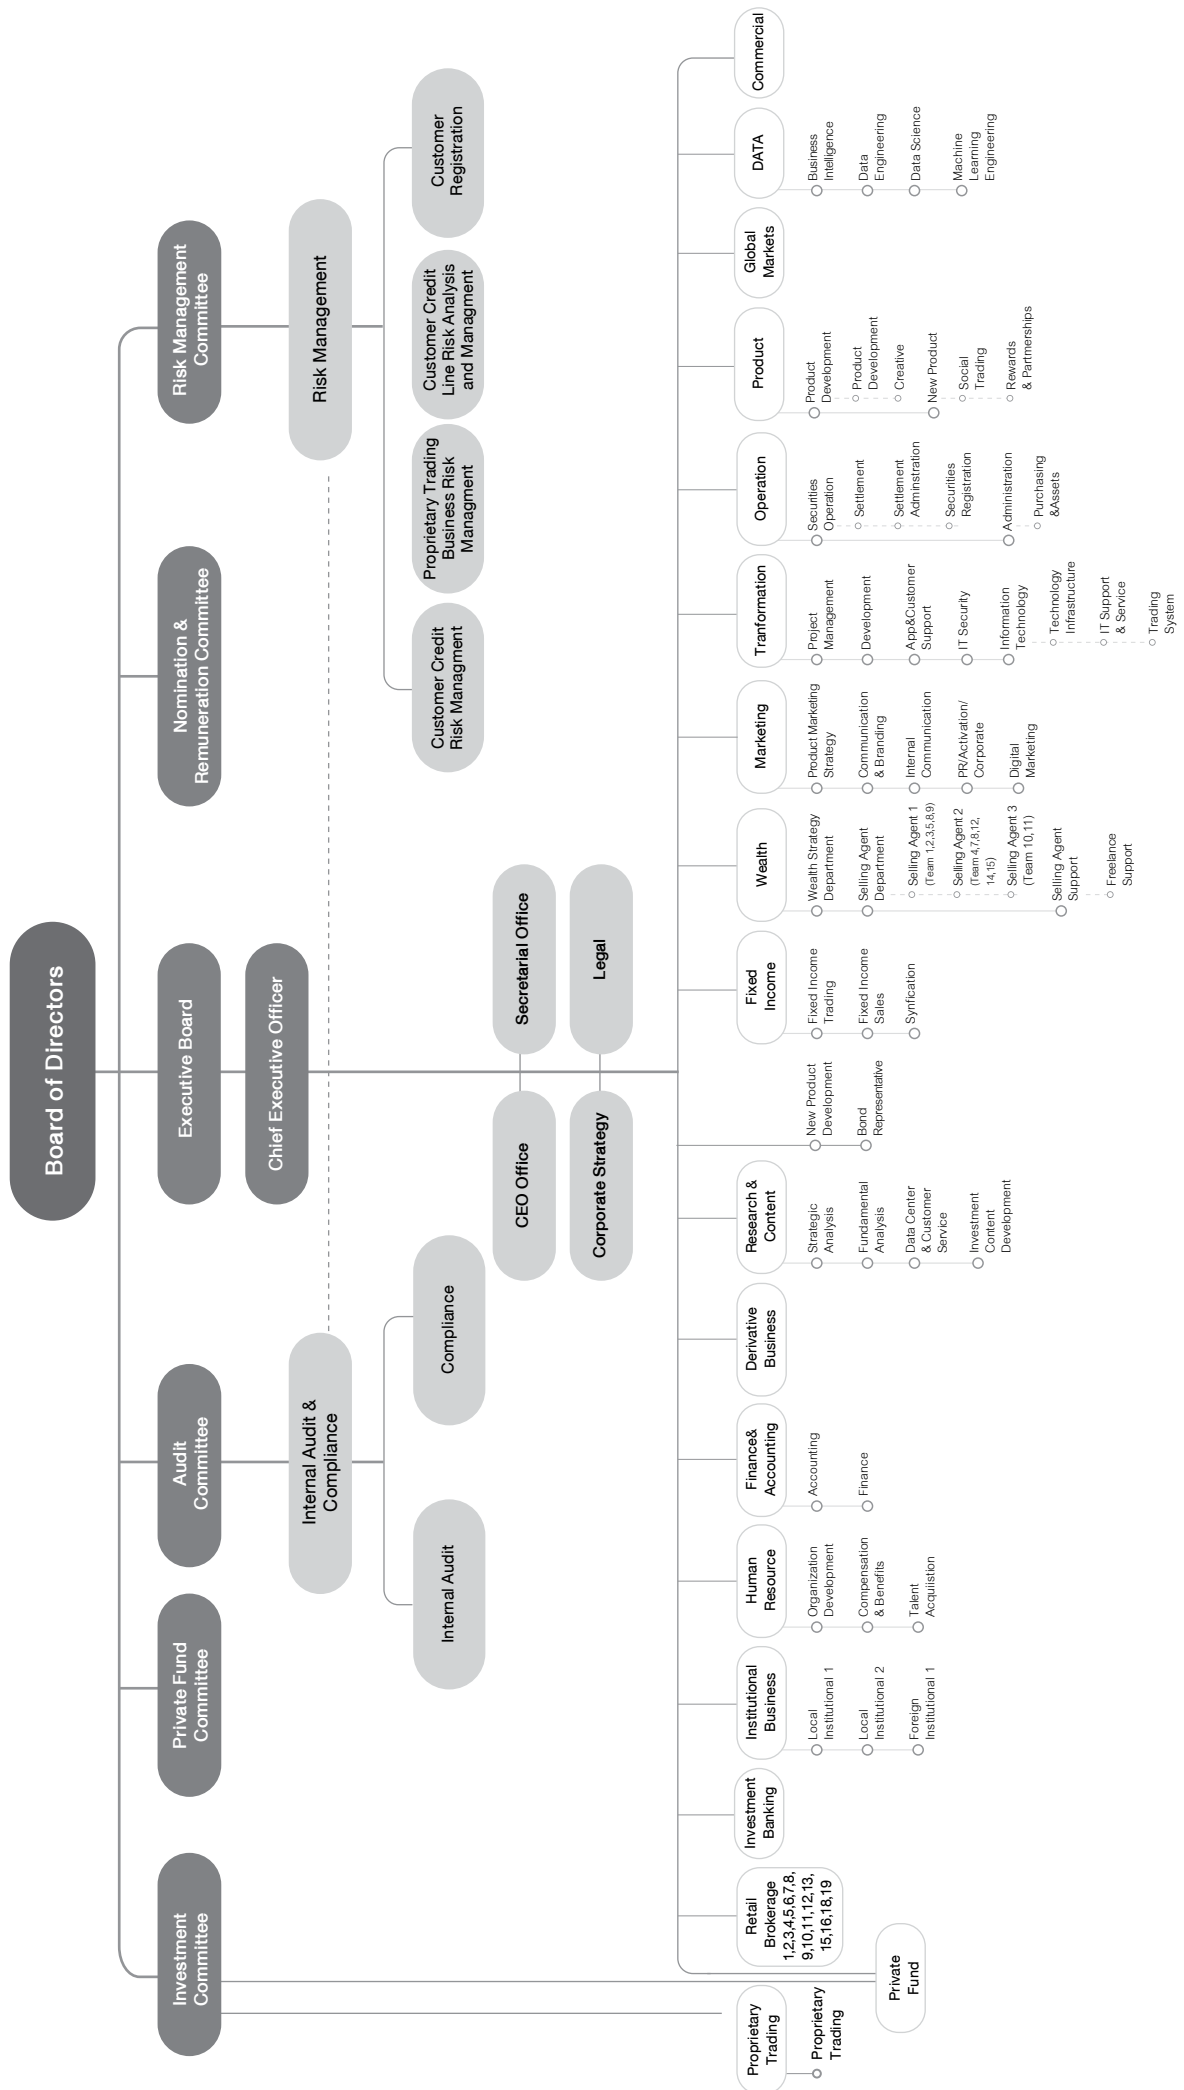 Board of Directors
Investment
Committee
Private Fund
Committee
Audit
Committee
Executive Board
Nomination &
Remuneration Committee
Risk Management
Committee
Chief Executive Officer
Internal Audit &
Compliance
Risk Management
Internal Audit
Compliance
Customer Credit
Risk Managment
Proprietary Trading
Business Risk
Managment
Customer Credit
Line Risk Analysis
and Managment
Customer
Registration
CEO Office
Secretarial Office
Corporate Strategy
Legal
Proprietary
Trading
Proprietary
Trading
Private
Fund
Retail
Brokerage
1,2,3,4,5,6,7,8,
9,10,11,12,13,
15,16,18,19
Investment
Banking
Institutional
Business
Local
Institutional 1
Local
Institutional 2
Foreign
Institutional 1
Human
Resource
Organization
Development
Compensation
& Benefits
Talent
Acquiistion
Finance&
Accounting
Accounting
Finance
Derivative
Business
Research &
Content
Strategic
Analysis
Fundamental
Analysis
Data Center
& Customer
Service
Investment
Content
Development
New Product
Development
Bond
Representative
Fixed
Income
Fixed Income
Trading
Fixed Income
Sales
Synfication
Wealth
Wealth Strategy
Department
Selling Agent
Department
Selling Agent 1
(Team 1,2,3,5,8,9)
Selling Agent 2
(Team 4,7,8,12,
14,15)
Selling Agent 3
(Team 10,11)
Selling Agent
Support
Freelance
Support
Marketing
Product Marketing
Strategy
Communication
& Branding
Internal
Communication
PR/Activation/
Corporate
Digital
Marketing
Tranformation
Project
Management
Development
App&Customer
Support
IT Security
Information
Technology
Technology
Infrastructure
IT Support
& Service
Trading
System
Operation
Securities
Operation
Settlement
Settlement
Adminstration
Securities
Registration
Administration
Purchasing
&Assets
Product
Product
Development
Product
Development
Creative
New Product
Social
Trading
Rewards
& Partnerships
Global
Markets
DATA
Business
Intelligence
Data
Engineering
Data Science
Machine
Learning
Engineering
Commercial